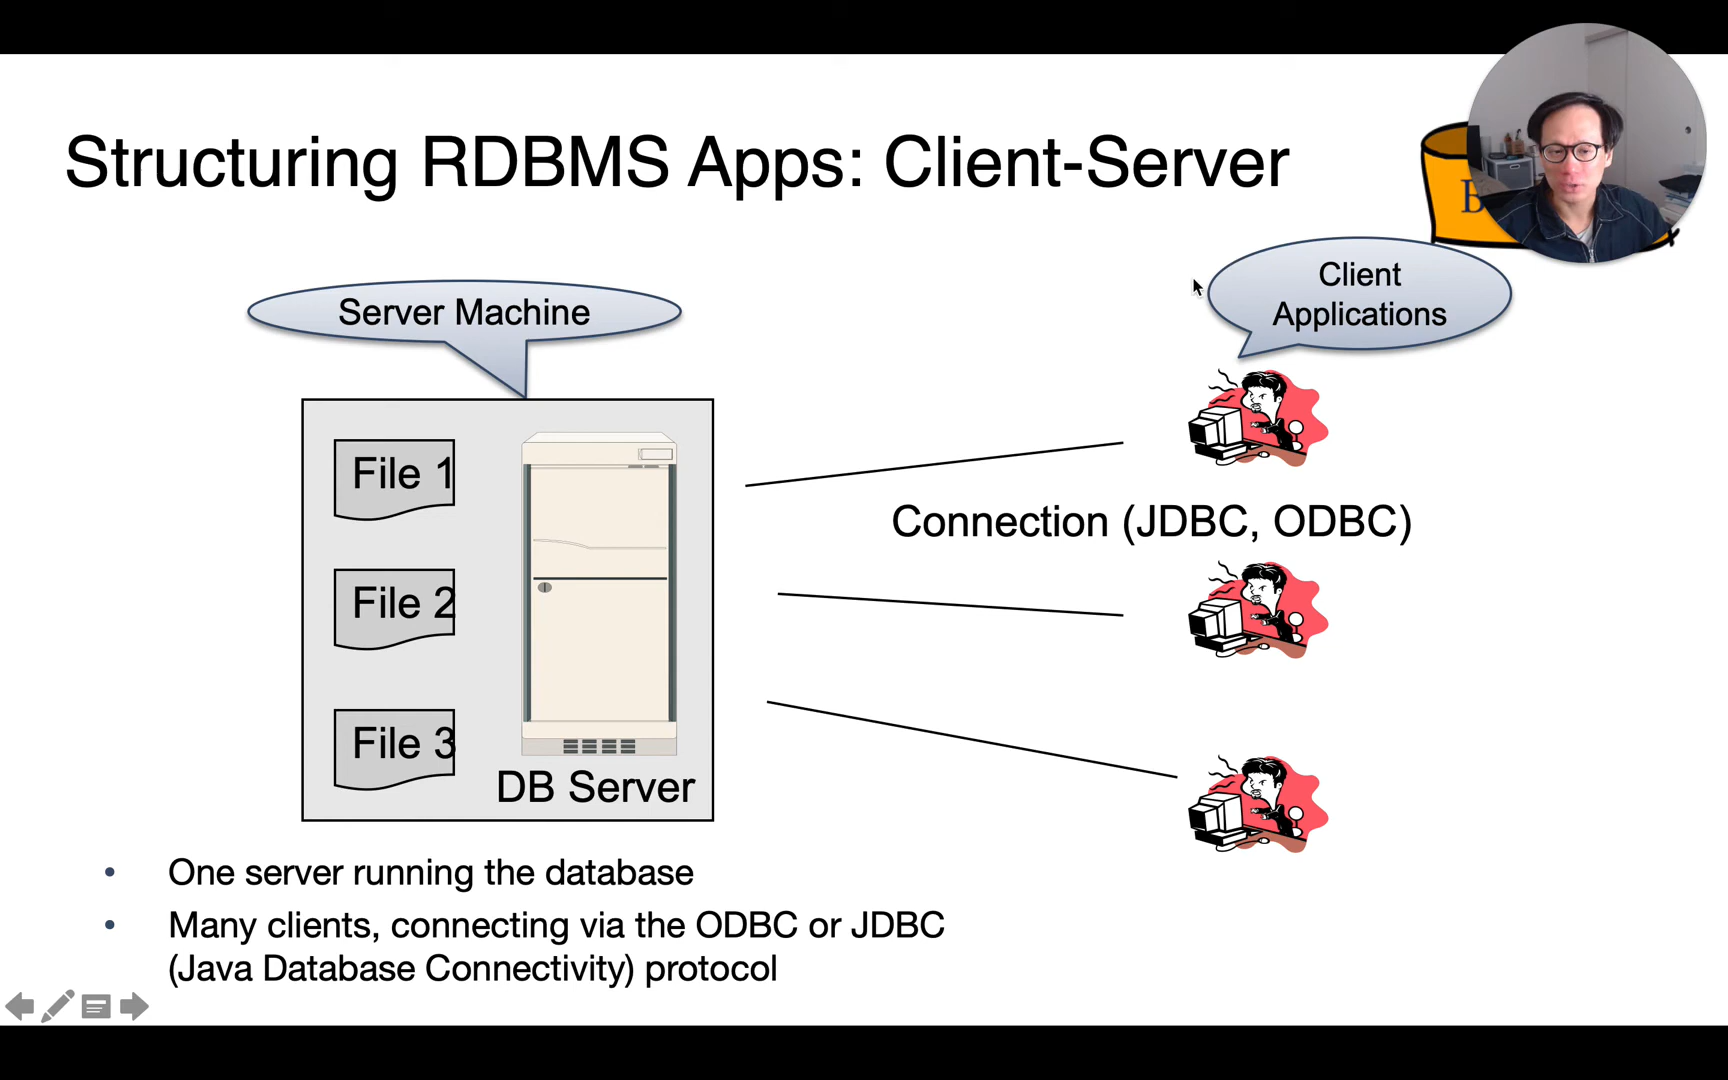 Structuring RDBMS Apps: Client-Server
Server Machine
Client
Applications
File 1
File 2
File 3
DB Server
Connection (JDBC, ODBC)
• One server running the database
• Many clients, connecting via the ODBC or JDBC
(Java Database Connectivity) protocol